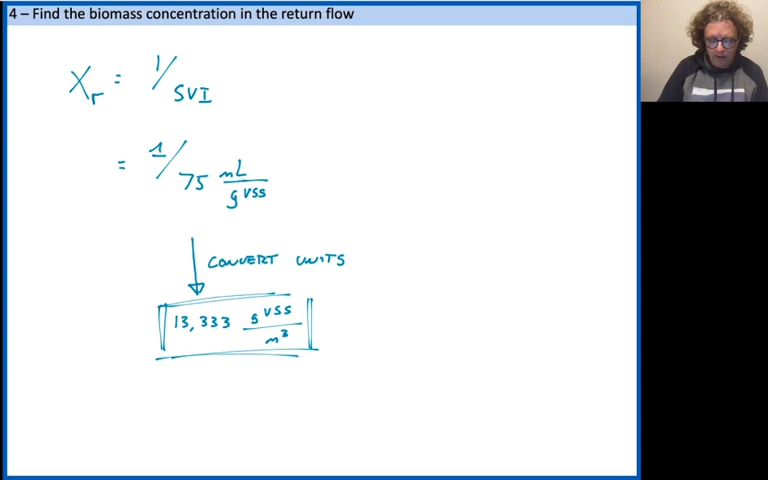 4 – Find the biomass concentration in the return flow
Xr = 1/SVI
= 1/75 mL/gVSS
CONVERT UNITS
13,333 gVSS/m³